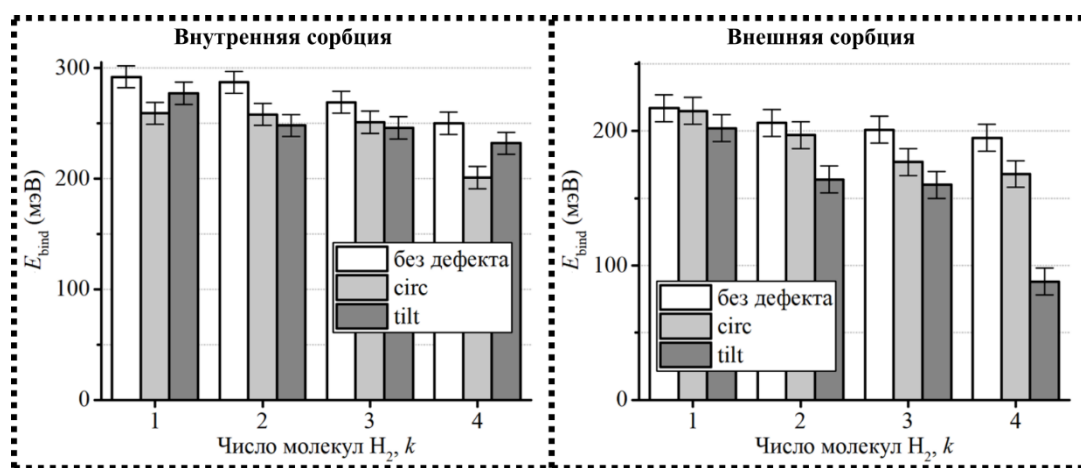 Внутренняя сорбция
300
200
100
0
E_bind (мэВ)
без дефекта
circ
tilt
1 2 3 4
Число молекул H₂, k
Внешняя сорбция
200
100
0
E_bind (мэВ)
без дефекта
circ
tilt
1 2 3 4
Число молекул H₂, k